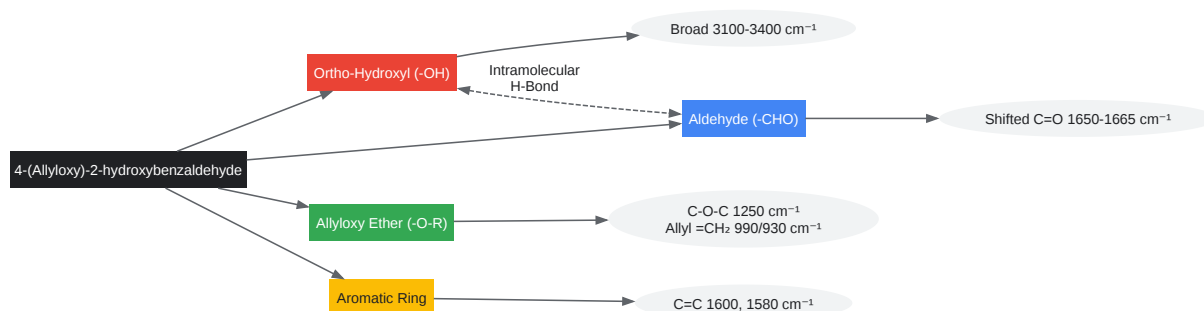 Broad 3100-3400 cm⁻¹
Ortho-Hydroxyl (-OH)
Intramolecular
H-Bond
Aldehyde (-CHO)
Shifted C=O 1650-1665 cm⁻¹
4-(Allyloxy)-2-hydroxybenzaldehyde
Allyloxy Ether (-O-R)
C-O-C 1250 cm⁻¹
Allyl =CH₂ 990/930 cm⁻¹
Aromatic Ring
C=C 1600, 1580 cm⁻¹